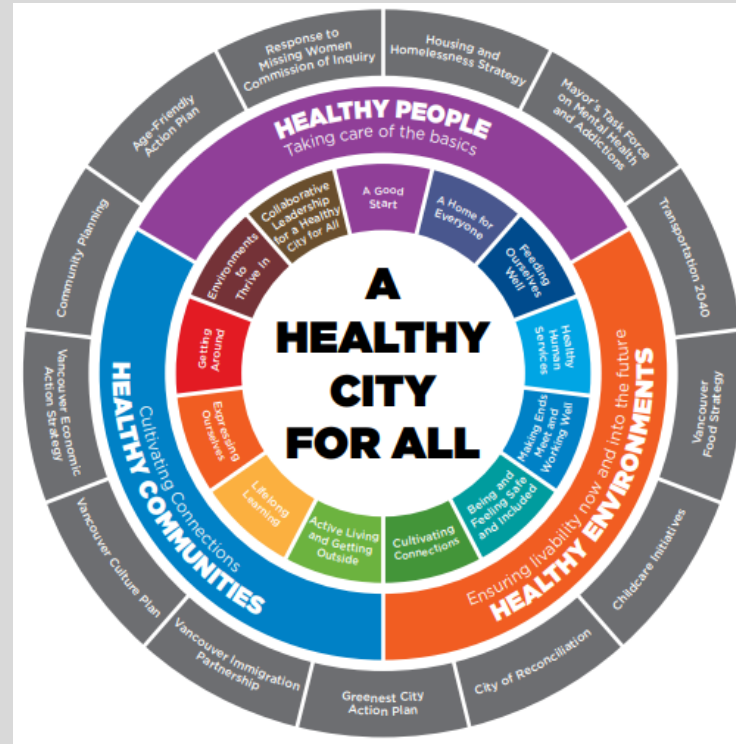 A
HEALTHY
CITY
FOR ALL
A Good
Start
A Home for
Everyone
Feeding
Ourselves
Well
Healthy
Human
Services
Making Ends
Meet and
Working Well
Being and
Feeling Safe
and Included
Cultivating
Connections
Active Living
and Getting
Outside
Lifelong
Learning
Expressing
Ourselves
Getting
Around
Environments
to
Thrive In
Collaborative
Leadership
for a Healthy
City for All
HEALTHY PEOPLE
Taking care of the basics
Ensuring livability now and into the future
HEALTHY ENVIRONMENTS
Cultivating Connections
HEALTHY COMMUNITIES
Response to
Missing Women
Commission of Inquiry
Housing and
Homelessness Strategy
Mayor's Task Force
on Mental Health
and Addictions
Transportation 2040
Vancouver
Food Strategy
Childcare Initiatives
City of Reconciliation
Greenest City
Action Plan
Vancouver Immigration
Partnership
Vancouver Culture Plan
Vancouver Economic
Action Strategy
Community Planning
Age-Friendly
Action Plan